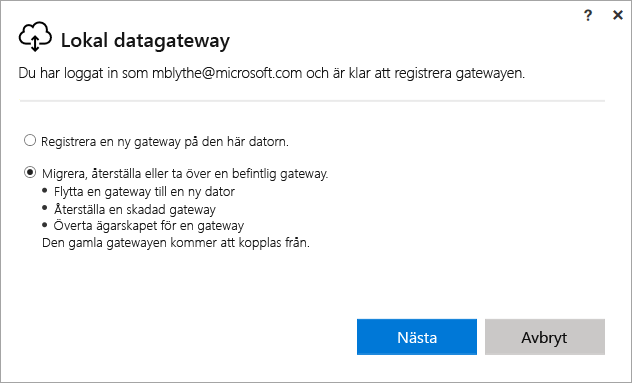 ? ×
Lokal datagateway
Du har loggat in som mblythe@microsoft.com och är klar att registrera gatewayen.
Registrera en ny gateway på den här datorn.
Migrera, återställa eller ta över en befintlig gateway.
• Flytta en gateway till en ny dator
• Återställa en skadad gateway
• Överta ägarskapet för en gateway
Den gamla gatewayen kommer att kopplas från.
Nästa
Avbryt